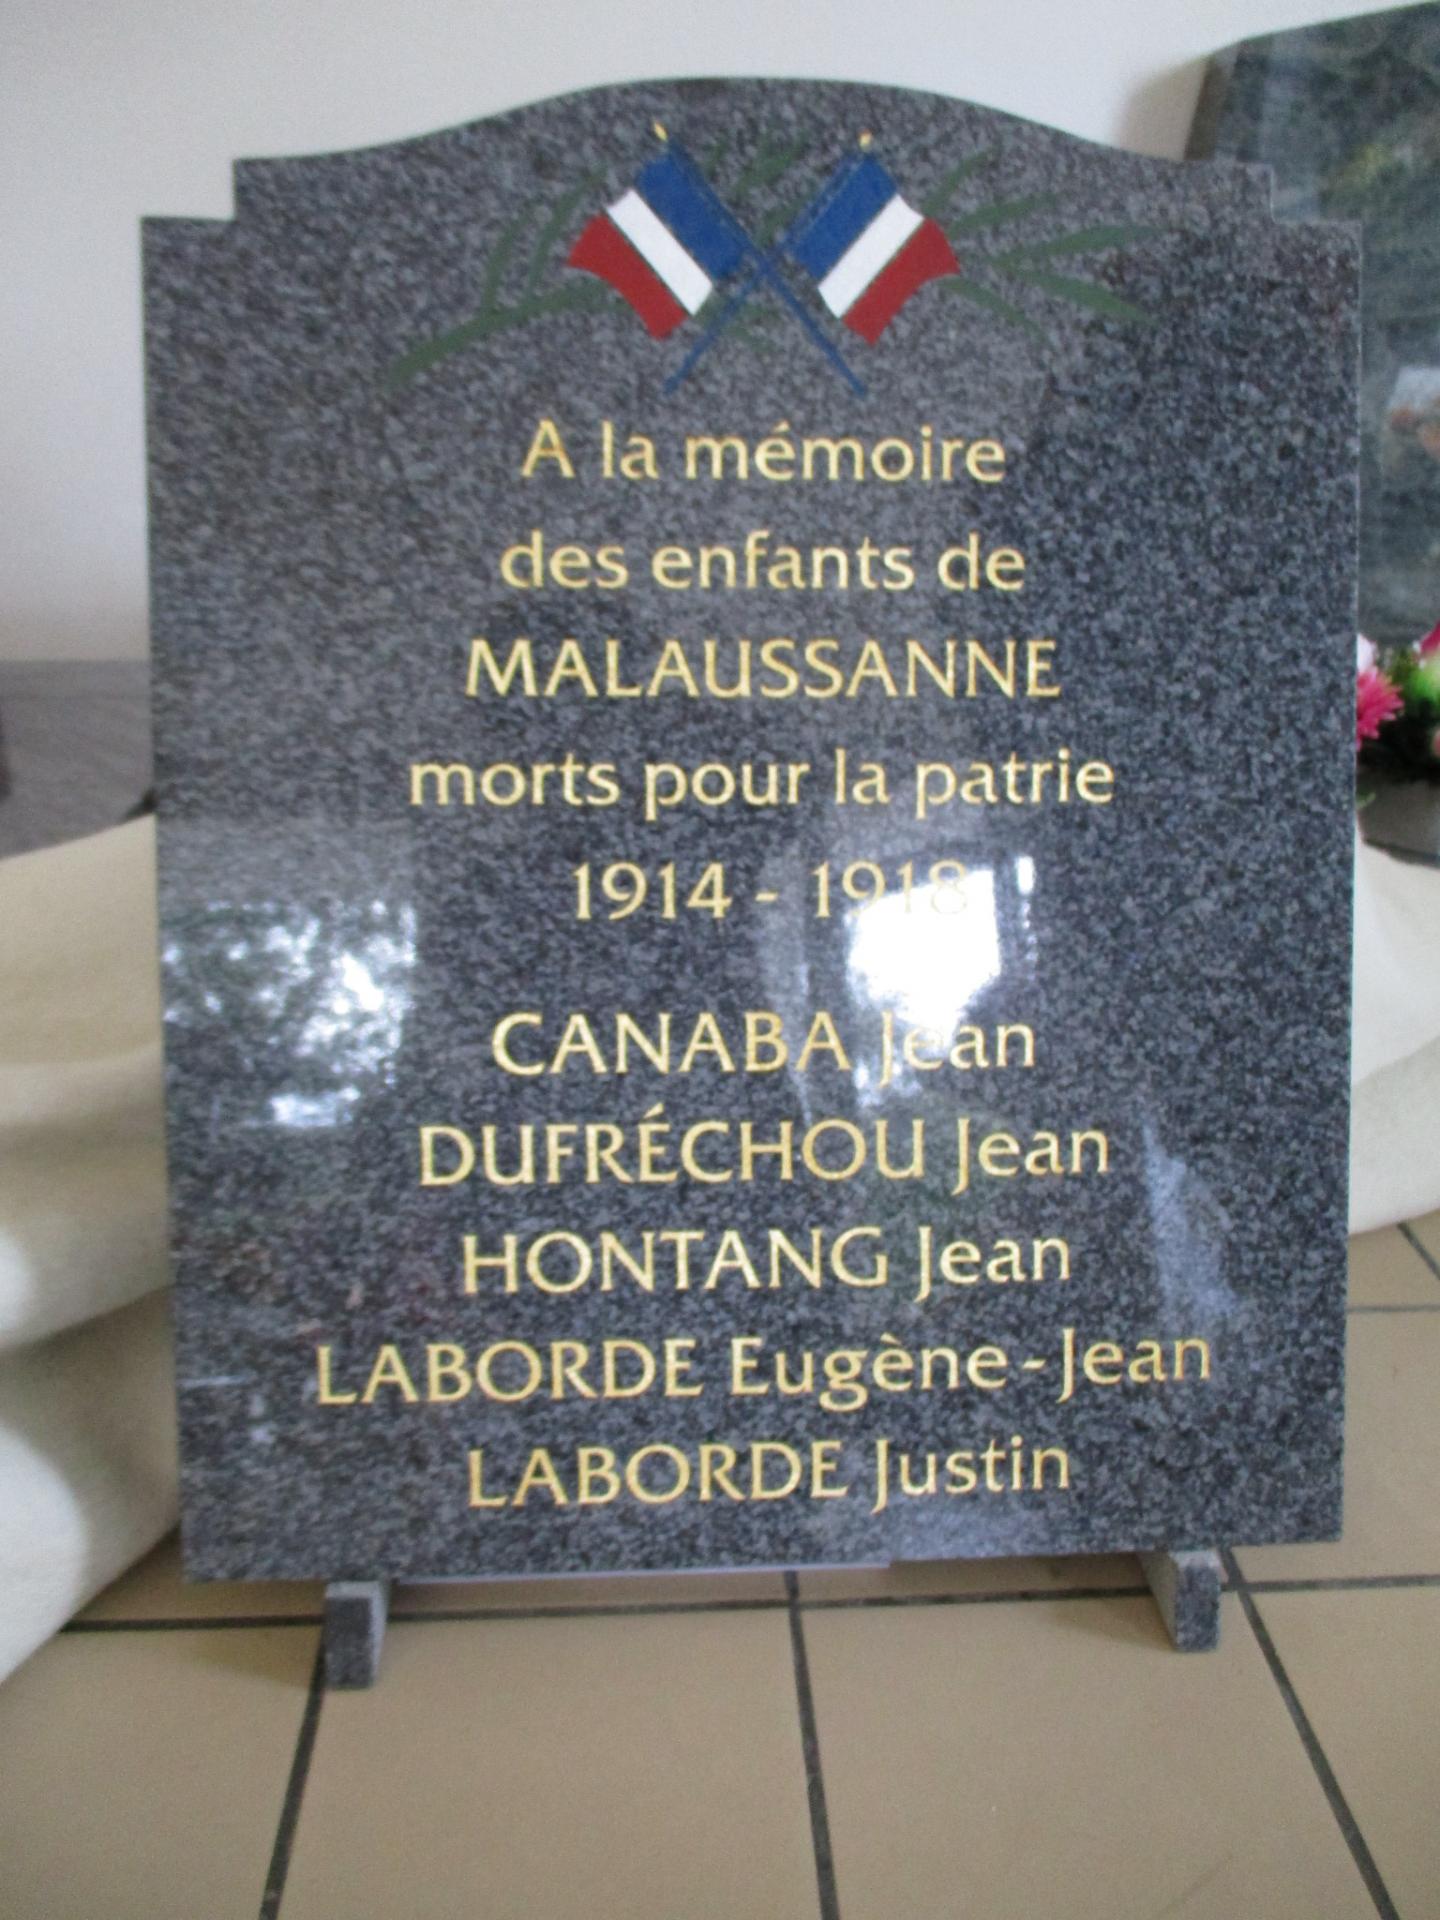 A la mémoire
des enfants de
MALAUSSANNE
morts pour la patrie
1914 - 1918
CANABA Jean
DUFRÉCHOU Jean
HONTANG Jean
LABORDE Eugène-Jean
LABORDE Justin